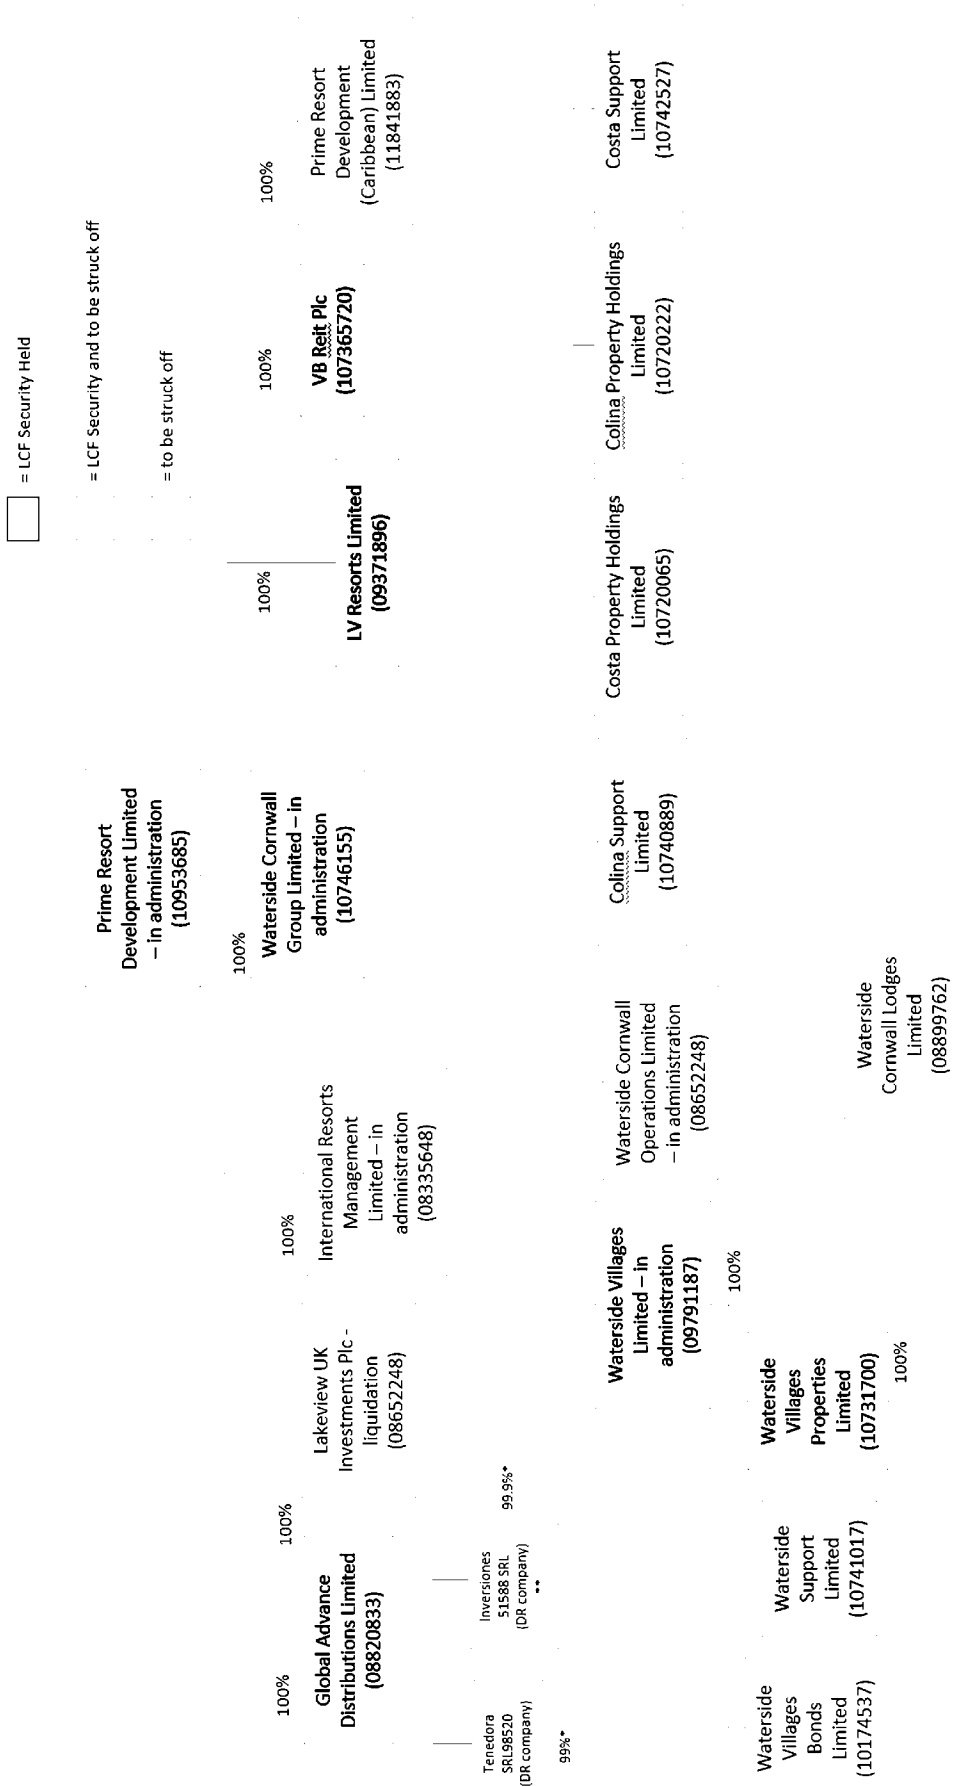 = LCF Security Held
= LCF Security and to be struck off
= to be struck off
Prime Resort
Development Limited
– in administration
(10953685)
100%
100%
100%
100%
100%
100%
100%
Global Advance
Distributions Limited
(08820833)
Lakeview UK
Investments Plc -
liquidation
(08652248)
International Resorts
Management
Limited – in
administration
(08335648)
Waterside Cornwall
Group Limited – in
administration
(10746155)
LV Resorts Limited
(09371896)
VB Reit Plc
(107365720)
Prime Resort
Development
(Caribbean) Limited
(11841883)
Tenedora
SRL98520
(DR company)
99%*
Inversiones
51588 SRL
(DR company)
**
99.9%*
Waterside Villages
Limited – in
administration
(09791187)
Waterside Cornwall
Operations Limited
– in administration
(08652248)
Colina Support
Limited
(10740889)
Costa Property Holdings
Limited
(10720065)
Colina Property Holdings
Limited
(10720222)
Costa Support
Limited
(10742527)
100%
Waterside
Villages
Bonds
Limited
(10174537)
Waterside
Support
Limited
(10741017)
Waterside
Villages
Properties
Limited
(10731700)
100%
Waterside
Cornwall Lodges
Limited
(08899762)